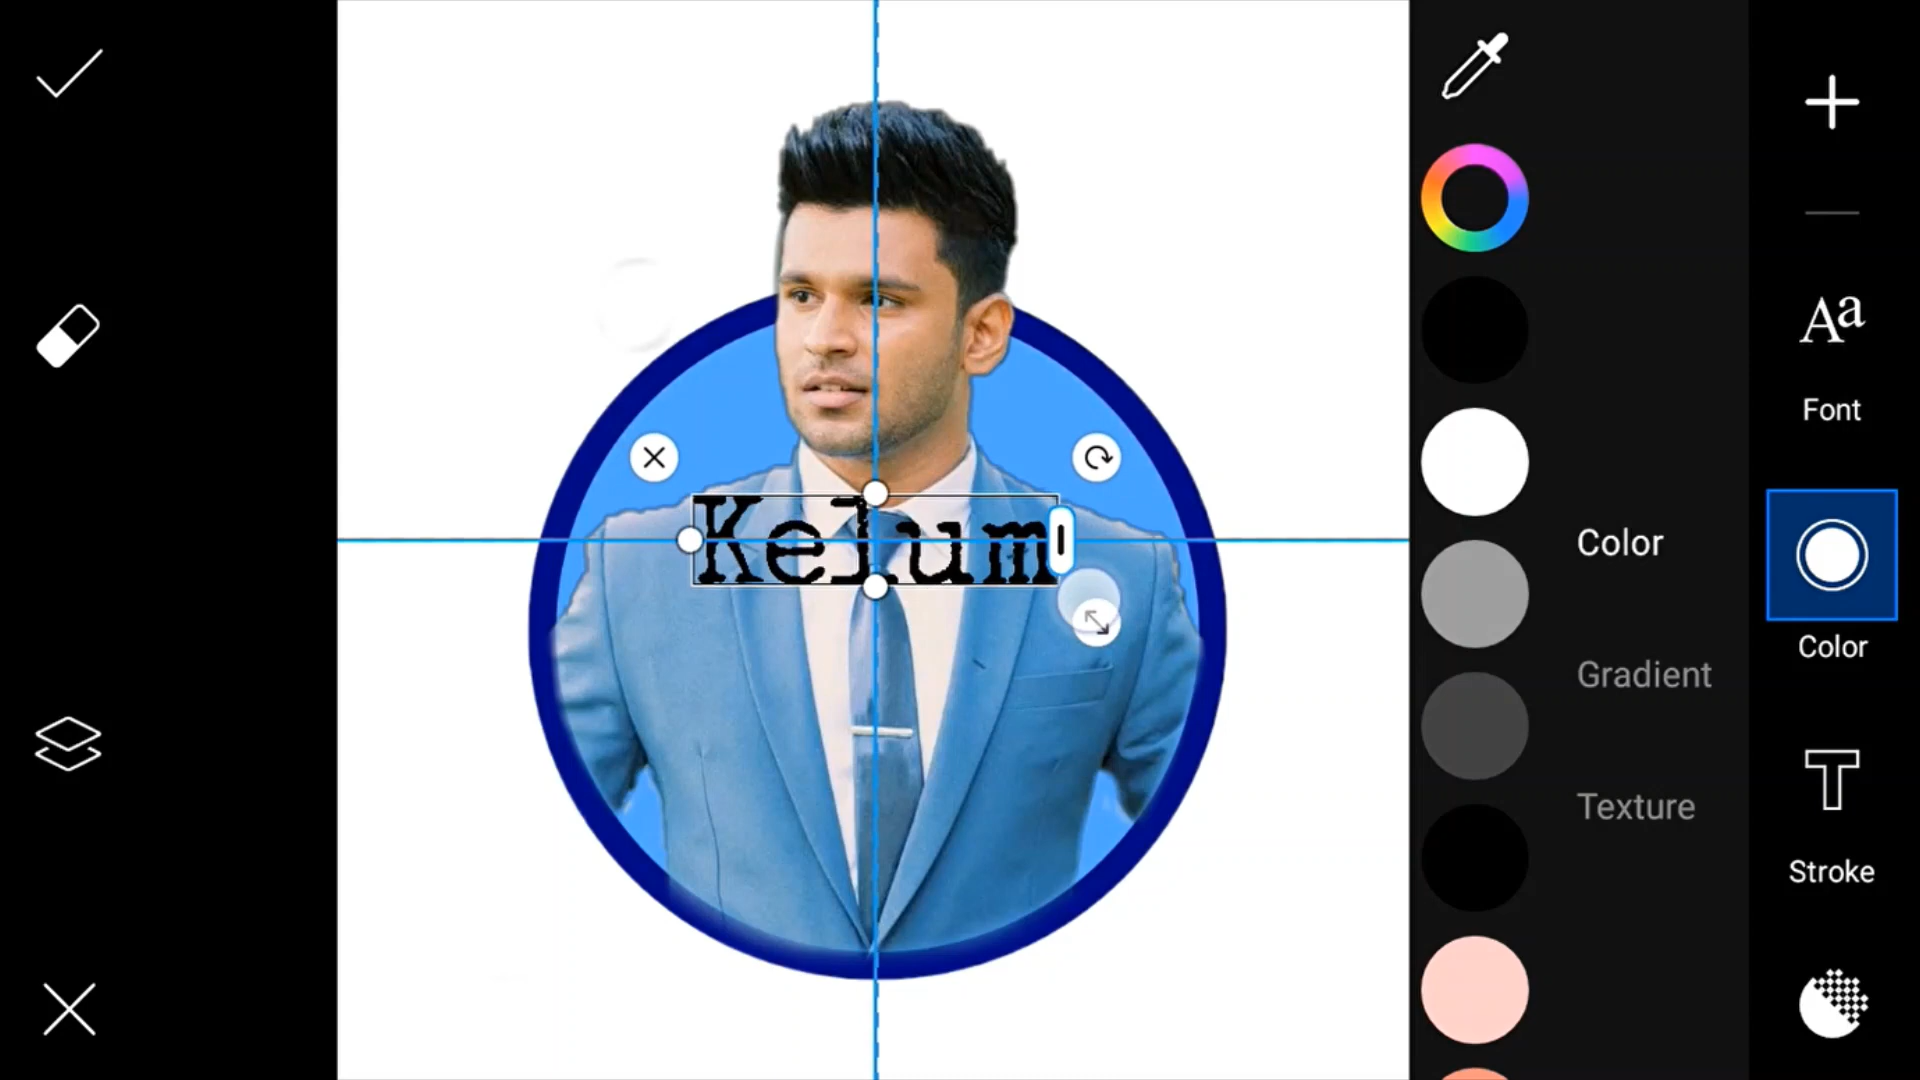 Kelum
Font
Color
Color
Gradient
Texture
Stroke